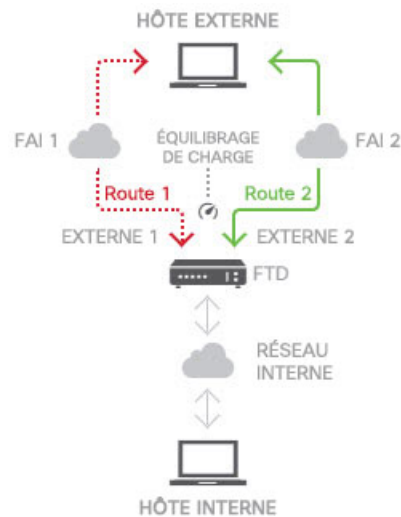 HÔTE EXTERNE
FAI 1
ÉQUILIBRAGE
DE CHARGE
FAI 2
Route 1
Route 2
EXTERNE 1
EXTERNE 2
FTD
RÉSEAU
INTERNE
HÔTE INTERNE